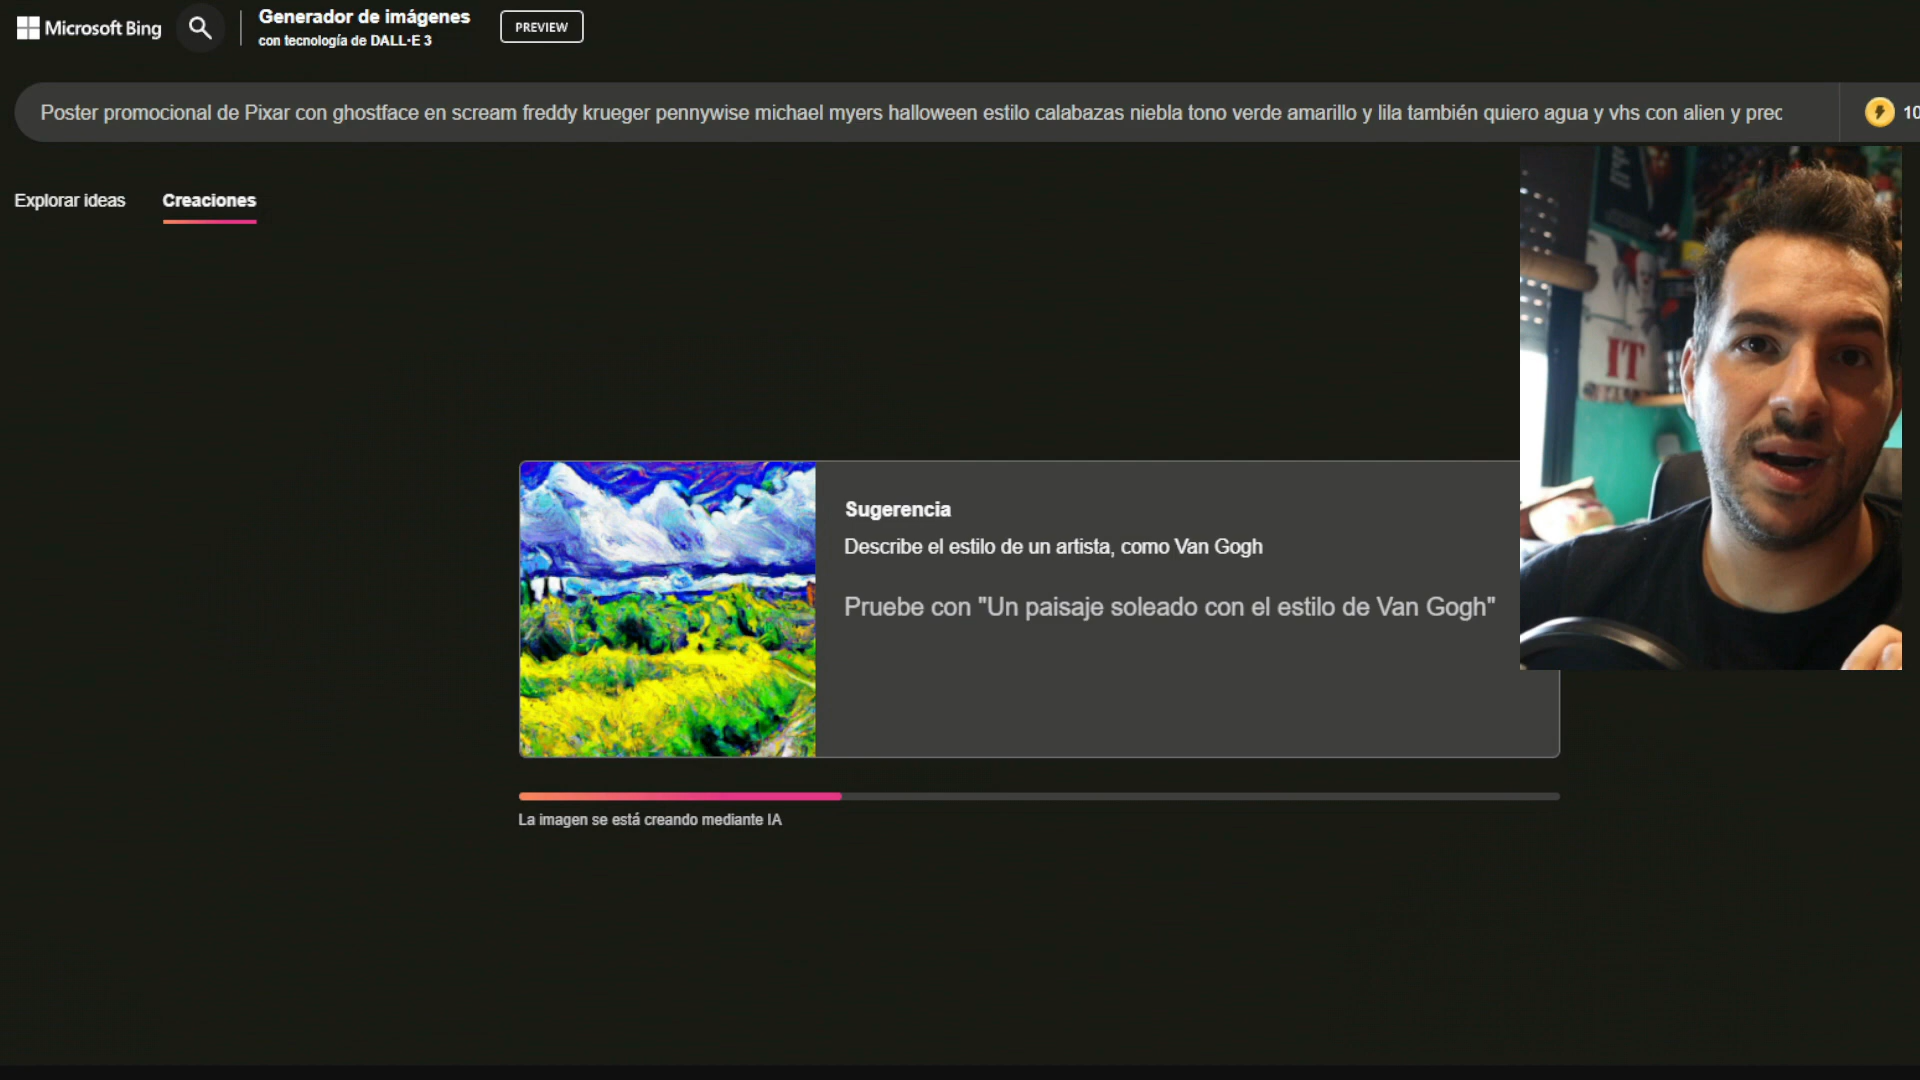 Microsoft Bing
Generador de imágenes
con tecnología de DALL·E 3
PREVIEW
Poster promocional de Pixar con ghostface en scream freddy krueger pennywise michael myers halloween estilo calabazas niebla tono verde amarillo y lila también quiero agua y vhs con alien y prec
10
Explorar ideas
Creaciones
IT
Sugerencia
Describe el estilo de un artista, como Van Gogh
Pruebe con "Un paisaje soleado con el estilo de Van Gogh"
La imagen se está creando mediante IA